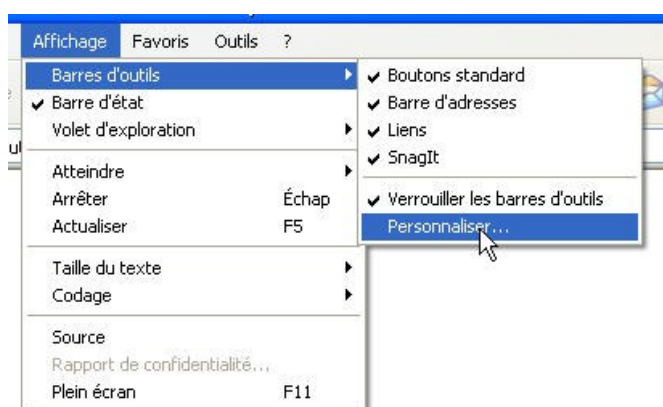 Affichage Favoris Outils ?
Barres d'outils
Barre d'état
Volet d'exploration
Atteindre
Arrêter Échap
Actualiser F5
Taille du texte
Codage
Source
Rapport de confidentialité...
Plein écran F11
Boutons standard
Barre d'adresses
Liens
SnagIt
Verrouiller les barres d'outils
Personnaliser...